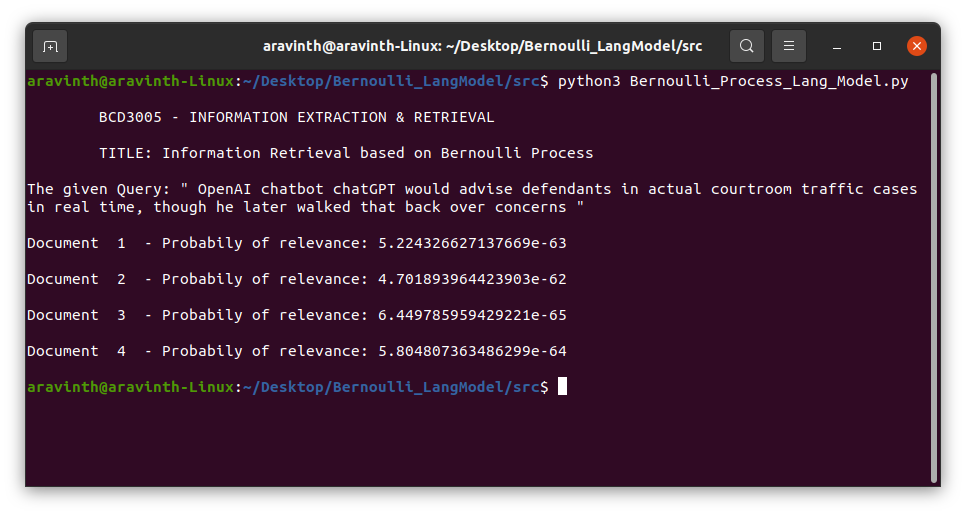 aravinth@aravinth-Linux: ~/Desktop/Bernoulli_LangModel/src
aravinth@aravinth-Linux:~/Desktop/Bernoulli_LangModel/src$ python3 Bernoulli_Process_Lang_Model.py
BCD3005 - INFORMATION EXTRACTION & RETRIEVAL
TITLE: Information Retrieval based on Bernoulli Process
The given Query: " OpenAI chatbot chatGPT would advise defendants in actual courtroom traffic cases
in real time, though he later walked that back over concerns "
Document  1  - Probabily of relevance: 5.224326627137669e-63
Document  2  - Probabily of relevance: 4.701893964423903e-62
Document  3  - Probabily of relevance: 6.449785959429221e-65
Document  4  - Probabily of relevance: 5.804807363486299e-64
aravinth@aravinth-Linux:~/Desktop/Bernoulli_LangModel/src$